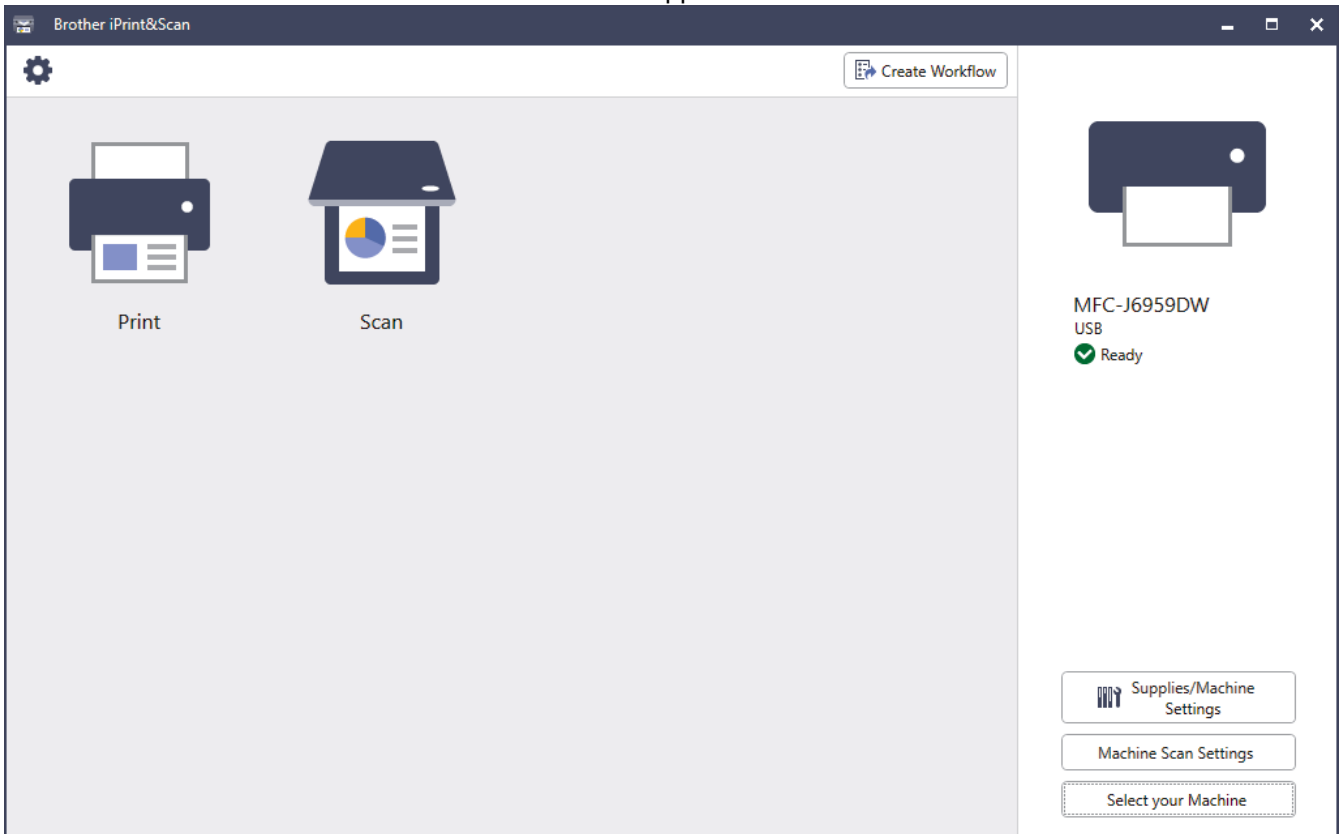 Brother iPrint&Scan
Create Workflow
Print
Scan
MFC-J6959DW
USB
Ready
Supplies/Machine
Settings
Machine Scan Settings
Select your Machine